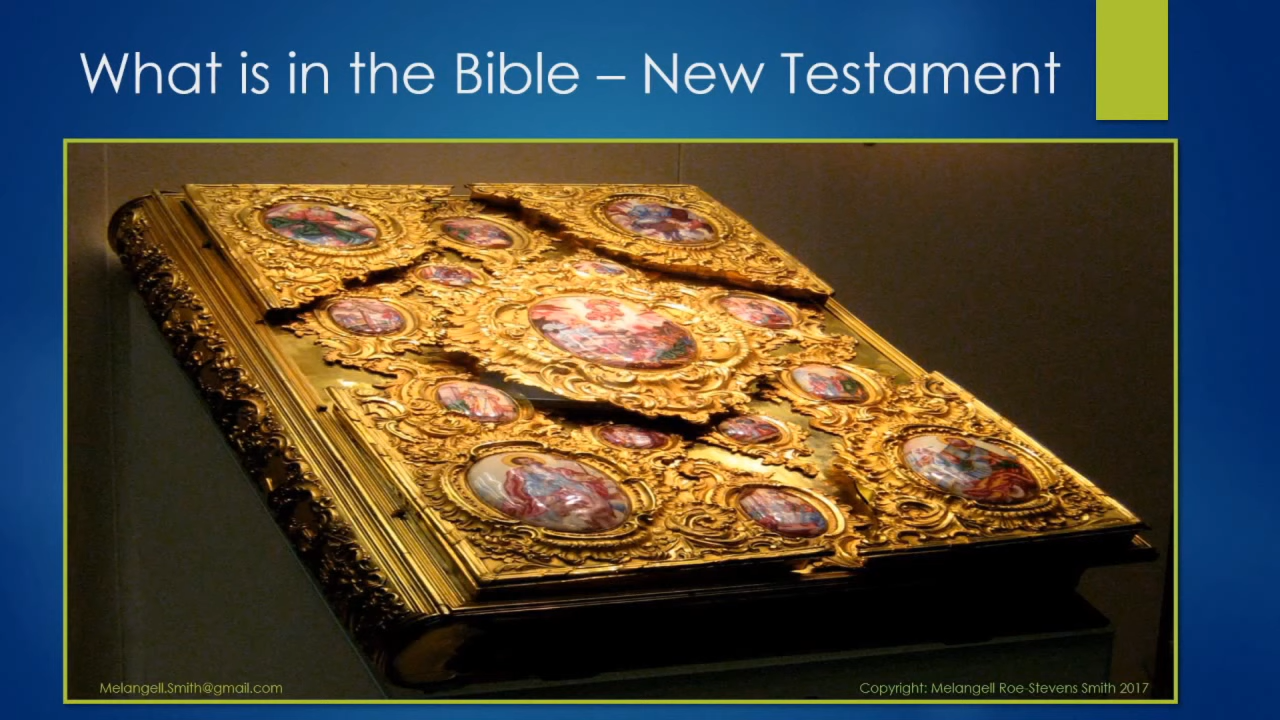 What is in the Bible – New Testament
Melangell.Smith@gmail.com
Copyright: Melangell Roe-Stevens Smith 2017